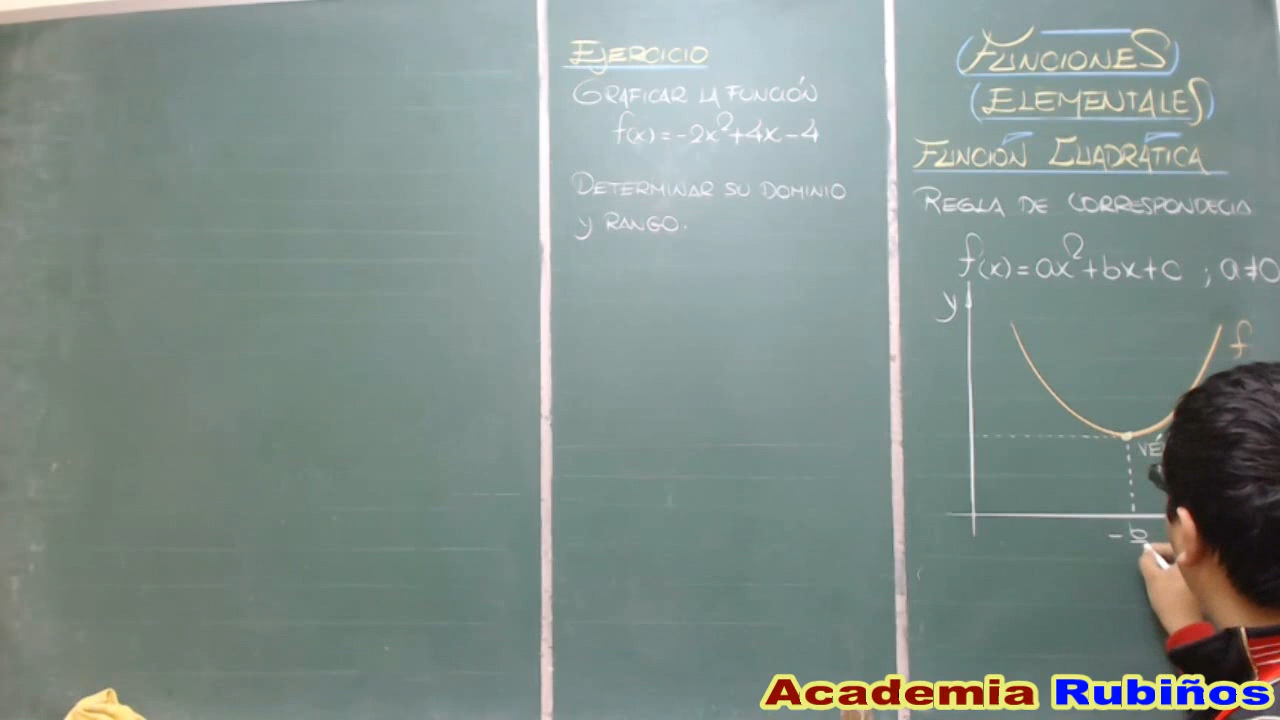 EJERCICIO
GRAFICAR LA FUNCIÓN
f(x) = -2x²+4x-4
DETERMINAR SU DOMINIO
y RANGO.
FUNCIONES
ELEMENTALES
FUNCIÓN CUADRÁTICA
REGLA DE CORRESPONDECIA
f(x) = ax²+bx+c ; a≠0
y
f
VÉ
- b
Academia Rubiños